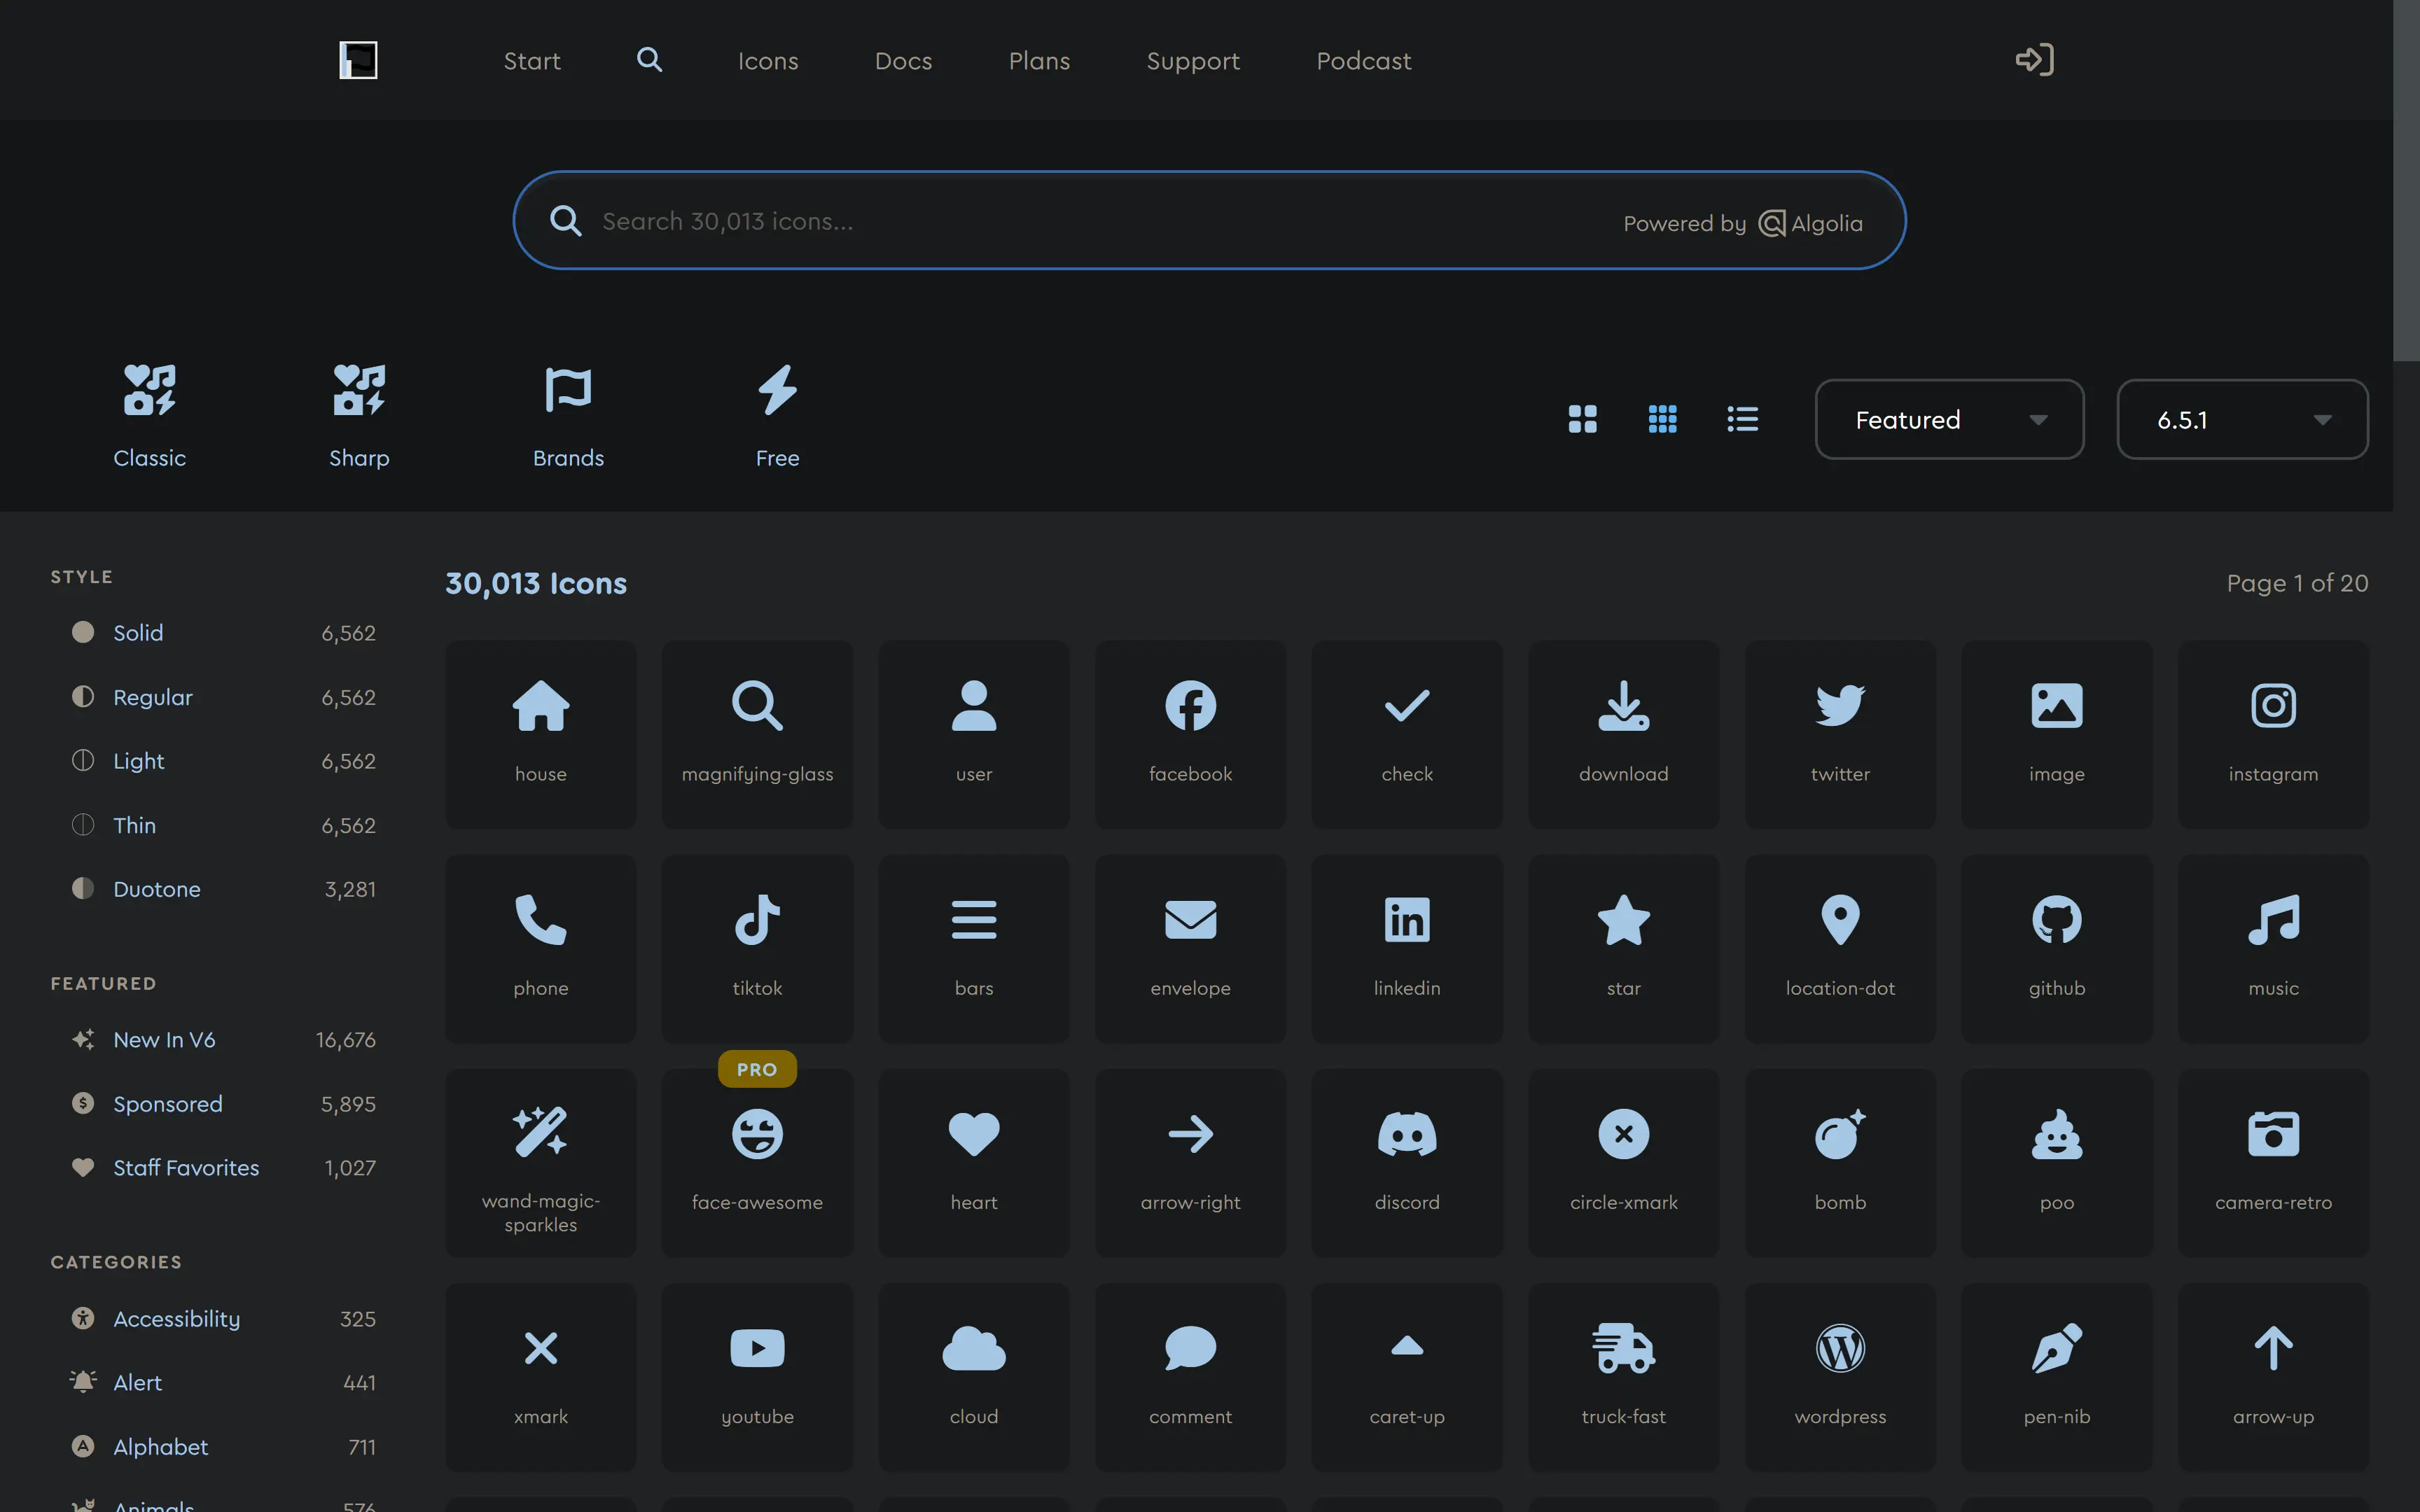 Start
Icons
Docs
Plans
Support
Podcast
Search 30,013 icons...
Powered by Algolia
Classic
Sharp
Brands
Free
Featured
6.5.1
STYLE
Solid 6,562
Regular 6,562
Light 6,562
Thin 6,562
Duotone 3,281
FEATURED
New In V6 16,676
Sponsored 5,895
Staff Favorites 1,027
CATEGORIES
Accessibility 325
Alert 441
Alphabet 711
Animals 576
30,013 Icons
Page 1 of 20
house
magnifying-glass
user
facebook
check
download
twitter
image
instagram
phone
tiktok
bars
envelope
in
linkedin
star
location-dot
github
music
wand-magic-
sparkles
PRO
face-awesome
heart
arrow-right
discord
circle-xmark
bomb
poo
camera-retro
xmark
youtube
cloud
comment
caret-up
truck-fast
wordpress
pen-nib
arrow-up